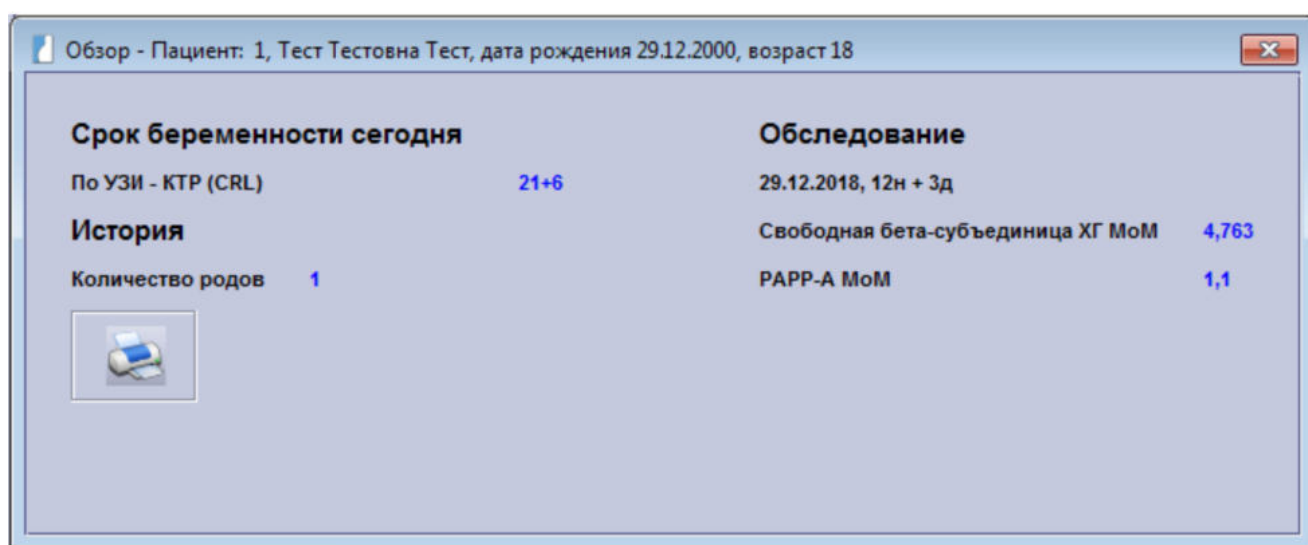 Обзор - Пациент: 1, Тест Тестовна Тест, дата рождения 29.12.2000, возраст 18
Срок беременности сегодня
По УЗИ - КТР (CRL) 21+6
История
Количество родов 1
Обследование
29.12.2018, 12н + 3д
Свободная бета-субъединица ХГ МоМ 4,763
PAPP-A МоМ 1,1